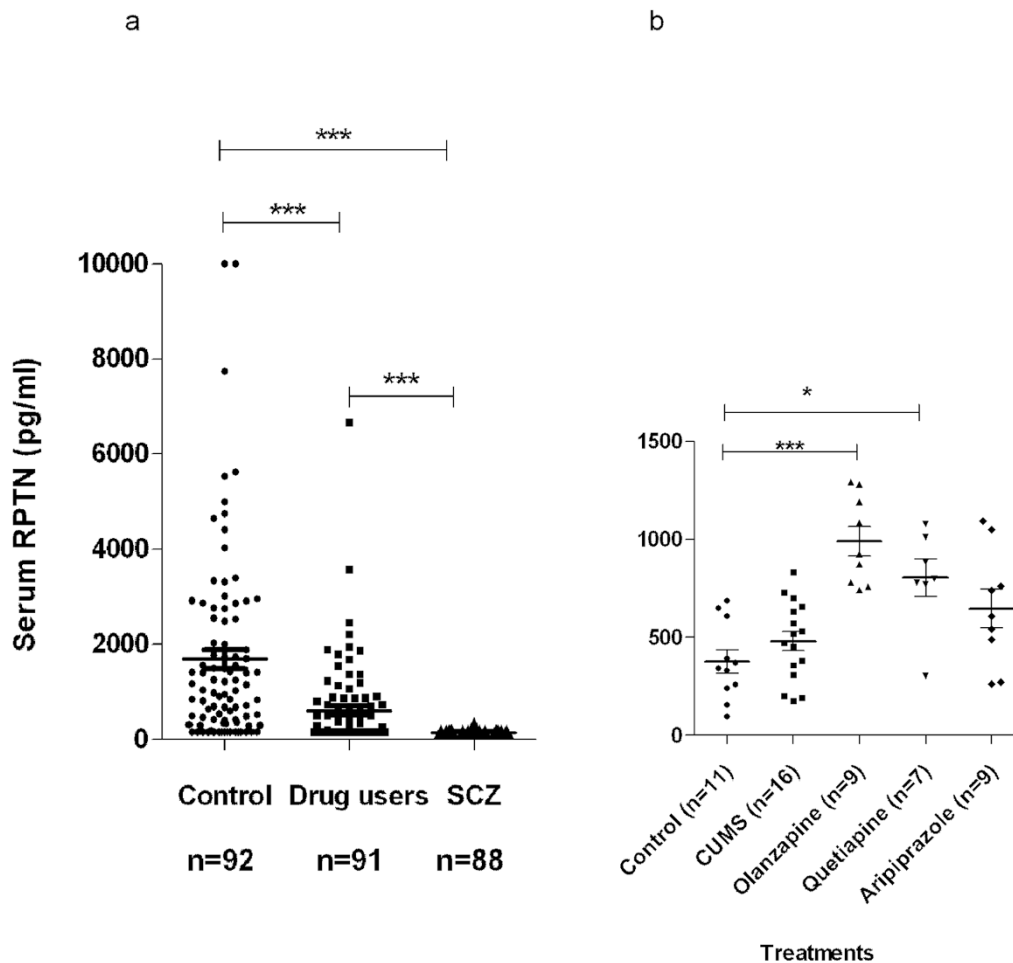 a
***
***
***
10000
8000
6000
4000
2000
0
Serum RPTN (pg/ml)
Control Drug users SCZ
n=92 n=91 n=88
b
*
***
1500
1000
500
0
Control (n=11)
CUMS (n=16)
Olanzapine (n=9)
Quetiapine (n=7)
Aripiprazole (n=9)
Treatments